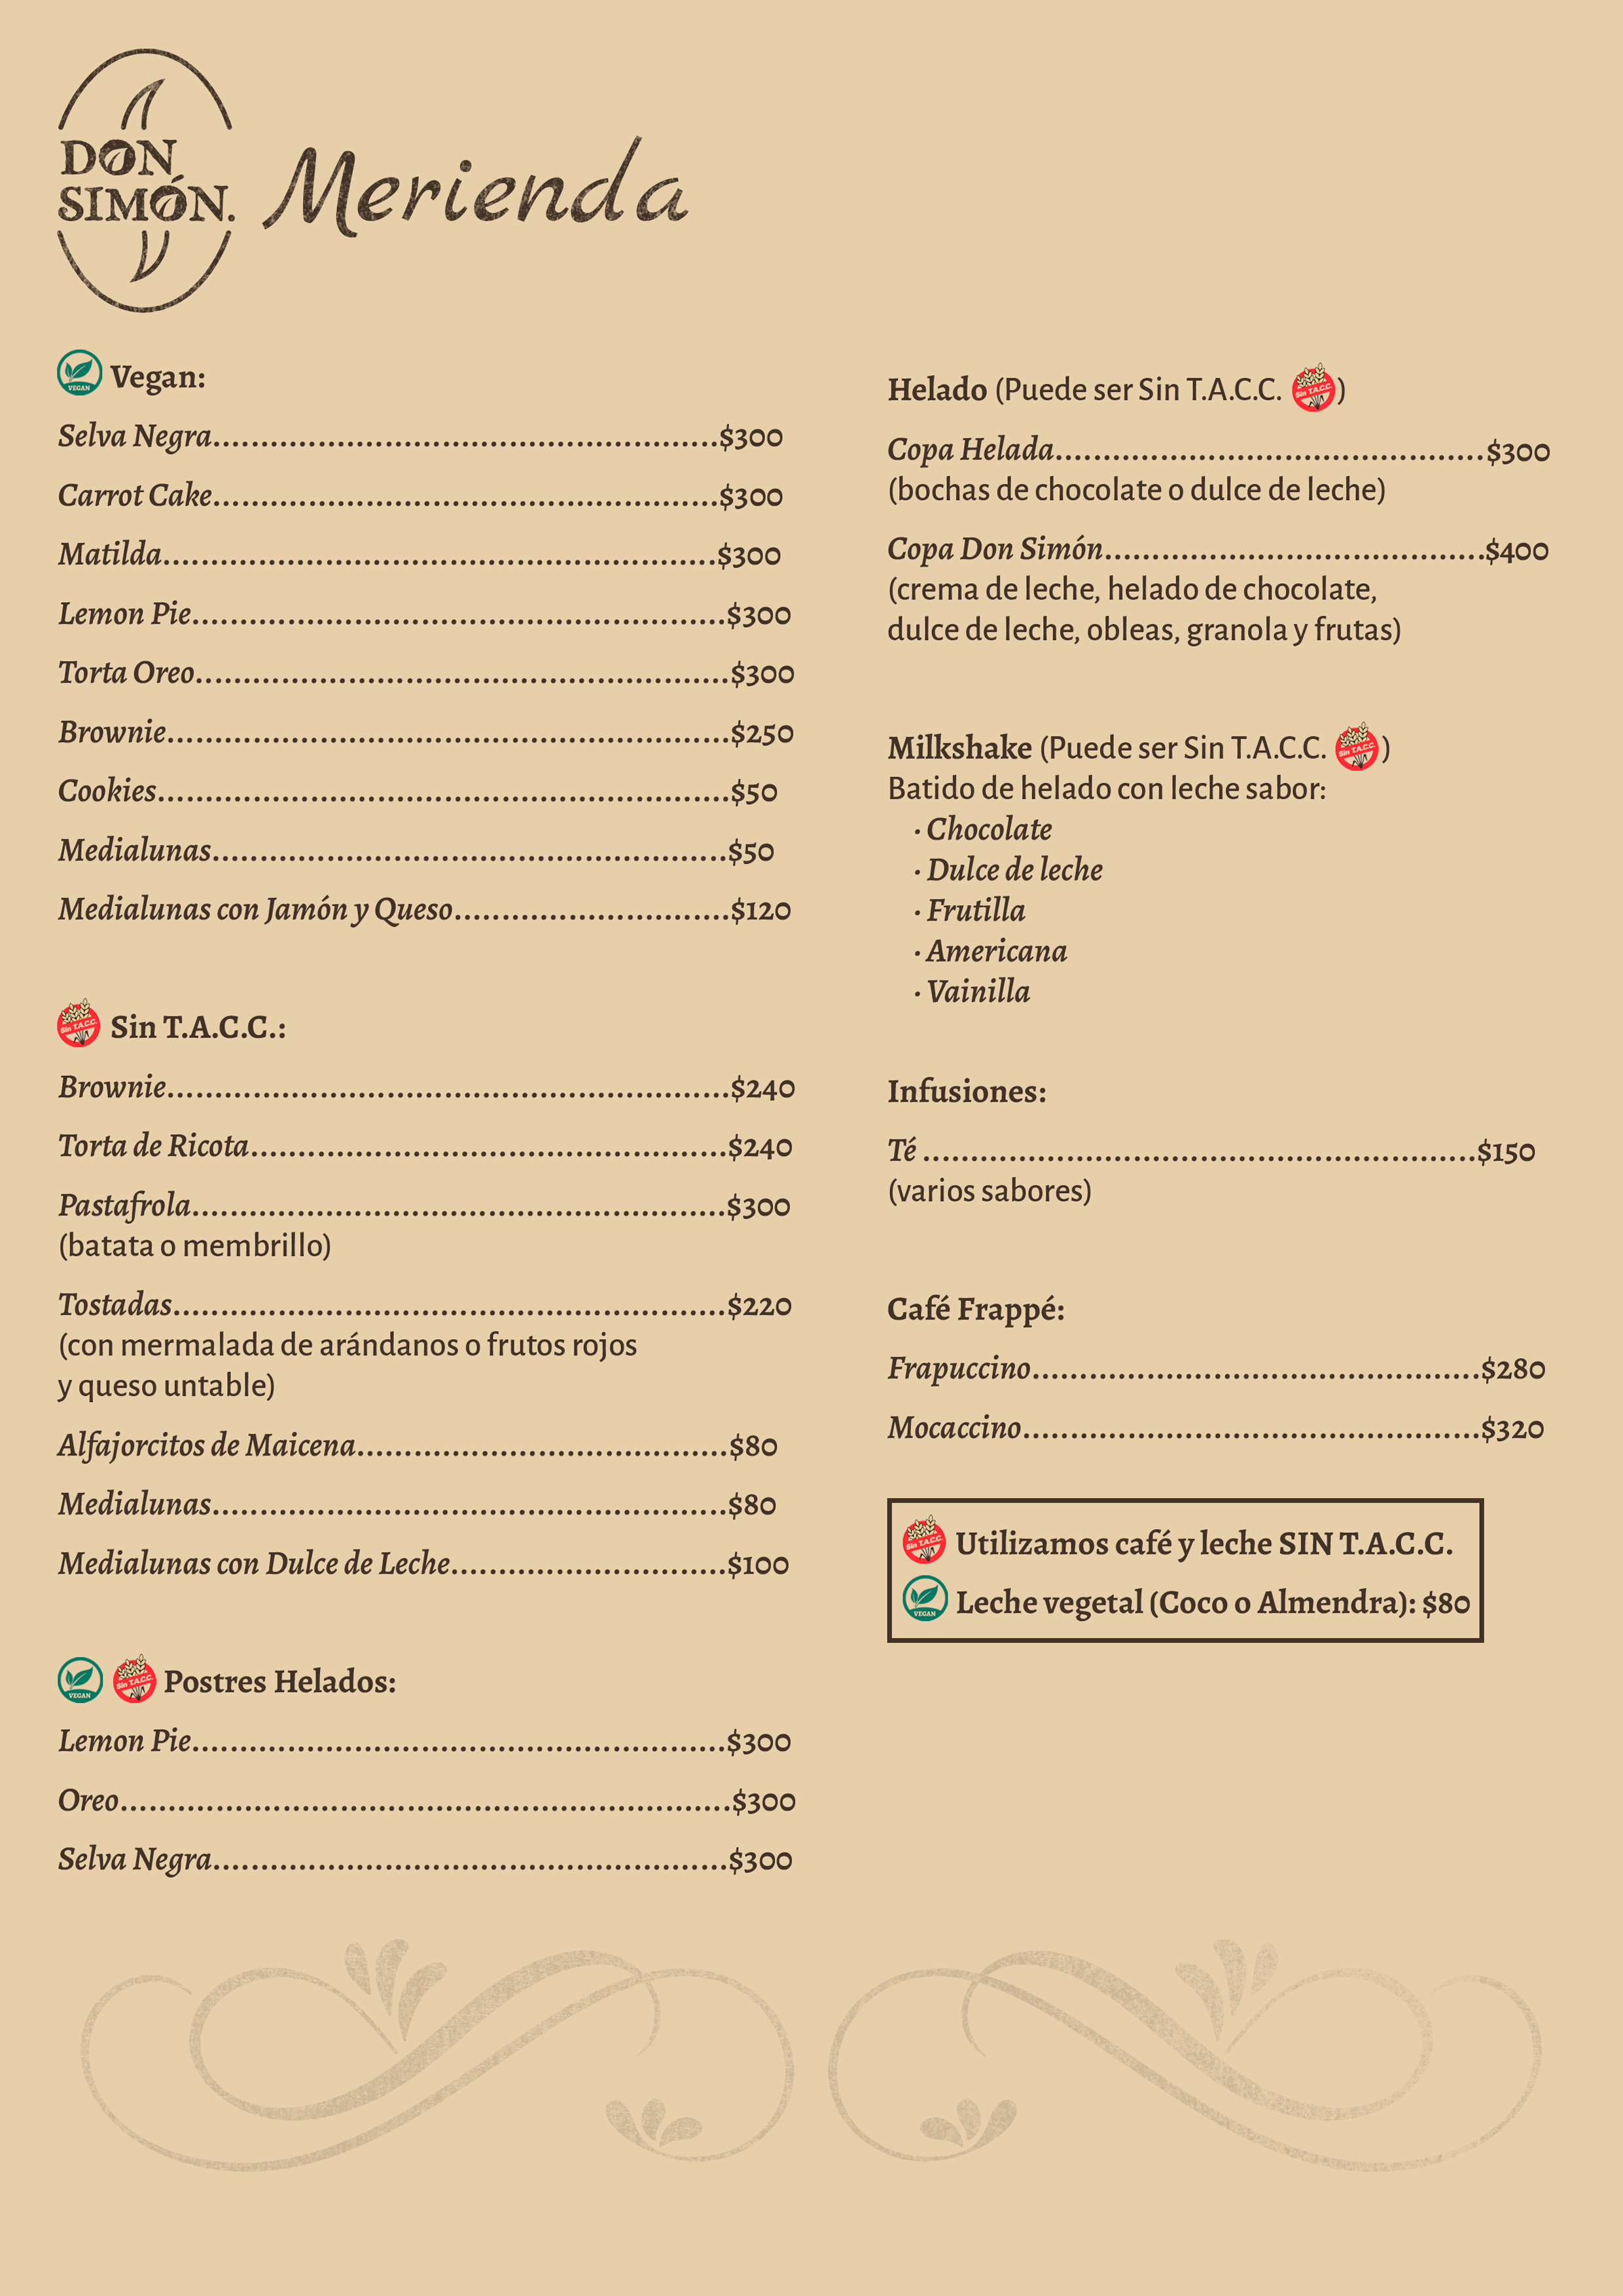 DON
SIMÓN.
Merienda
VEGAN
Vegan:
Selva Negra.....................................................$300
Carrot Cake.....................................................$300
Matilda..........................................................$300
Lemon Pie........................................................$300
Torta Oreo........................................................$300
Brownie...........................................................$250
Cookies............................................................$50
Medialunas......................................................$50
Medialunas con Jamón y Queso.............................$120
Sin T.A.C.C.
Sin T.A.C.C.:
Brownie...........................................................$240
Torta de Ricota..................................................$240
Pastafrola........................................................$300
(batata o membrillo)
Tostadas..........................................................$220
(con mermalada de arándanos o frutos rojos
y queso untable)
Alfajorcitos de Maicena.......................................$80
Medialunas......................................................$80
Medialunas con Dulce de Leche.............................$100
VEGAN Sin T.A.C.C. Postres Helados:
Lemon Pie........................................................$300
Oreo................................................................$300
Selva Negra......................................................$300
Helado (Puede ser Sin T.A.C.C. Sin T.A.C.C.)
Copa Helada.............................................$300
(bochas de chocolate o dulce de leche)
Copa Don Simón........................................$400
(crema de leche, helado de chocolate,
dulce de leche, obleas, granola y frutas)
Milkshake (Puede ser Sin T.A.C.C. Sin T.A.C.C.)
Batido de helado con leche sabor:
· Chocolate
· Dulce de leche
· Frutilla
· Americana
· Vainilla
Infusiones:
Té ..........................................................$150
(varios sabores)
Café Frappé:
Frapuccino...............................................$280
Mocaccino................................................$320
Sin T.A.C.C. Utilizamos café y leche SIN T.A.C.C.
VEGAN Leche vegetal (Coco o Almendra): $80